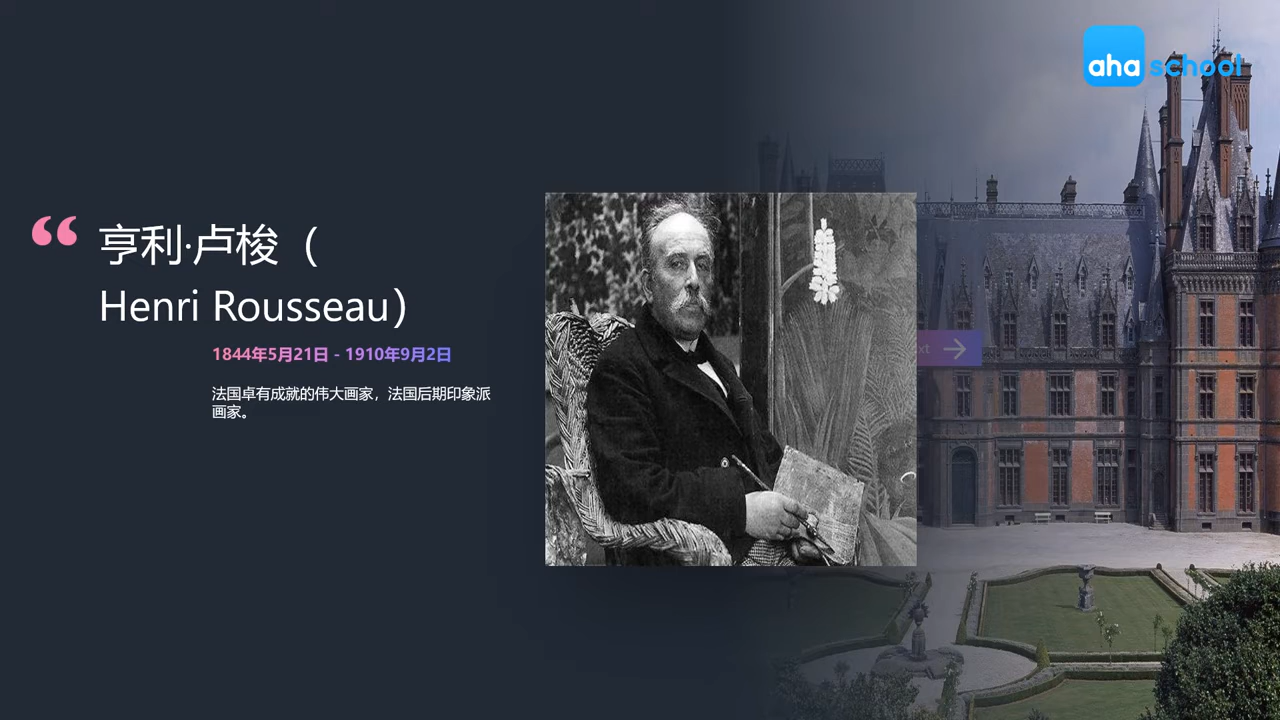 aha school
“ 亨利·卢梭（
Henri Rousseau）
1844年5月21日 - 1910年9月2日
法国卓有成就的伟大画家，法国后期印象派
画家。